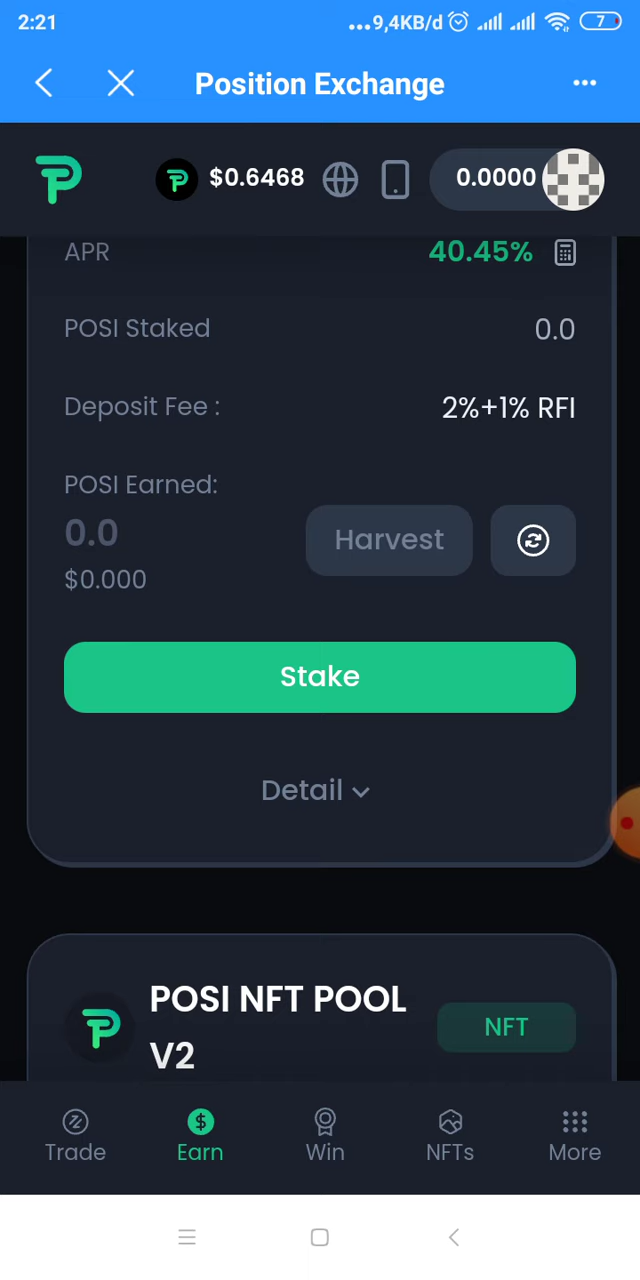 2:21
...9,4KB/d
7
Position Exchange
$0.6468
0.0000
APR
40.45%
POSI Staked
0.0
Deposit Fee :
2%+1% RFI
POSI Earned:
0.0
Harvest
$0.000
Stake
Detail
POSI NFT POOL
V2
NFT
Trade
Earn
Win
NFTs
More